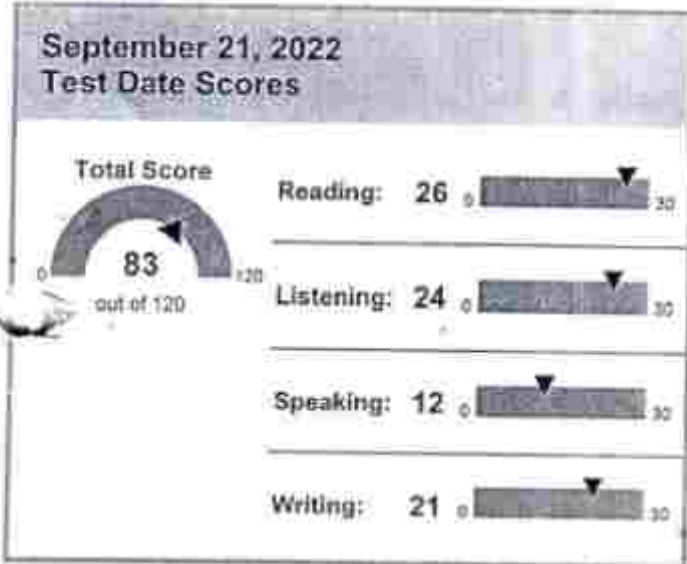 September 21, 2022
Test Date Scores
Total Score
0
83
120
out of 120
Reading: 26 0 30
Listening: 24 0 30
Speaking: 12 0 30
Writing: 21 0 30